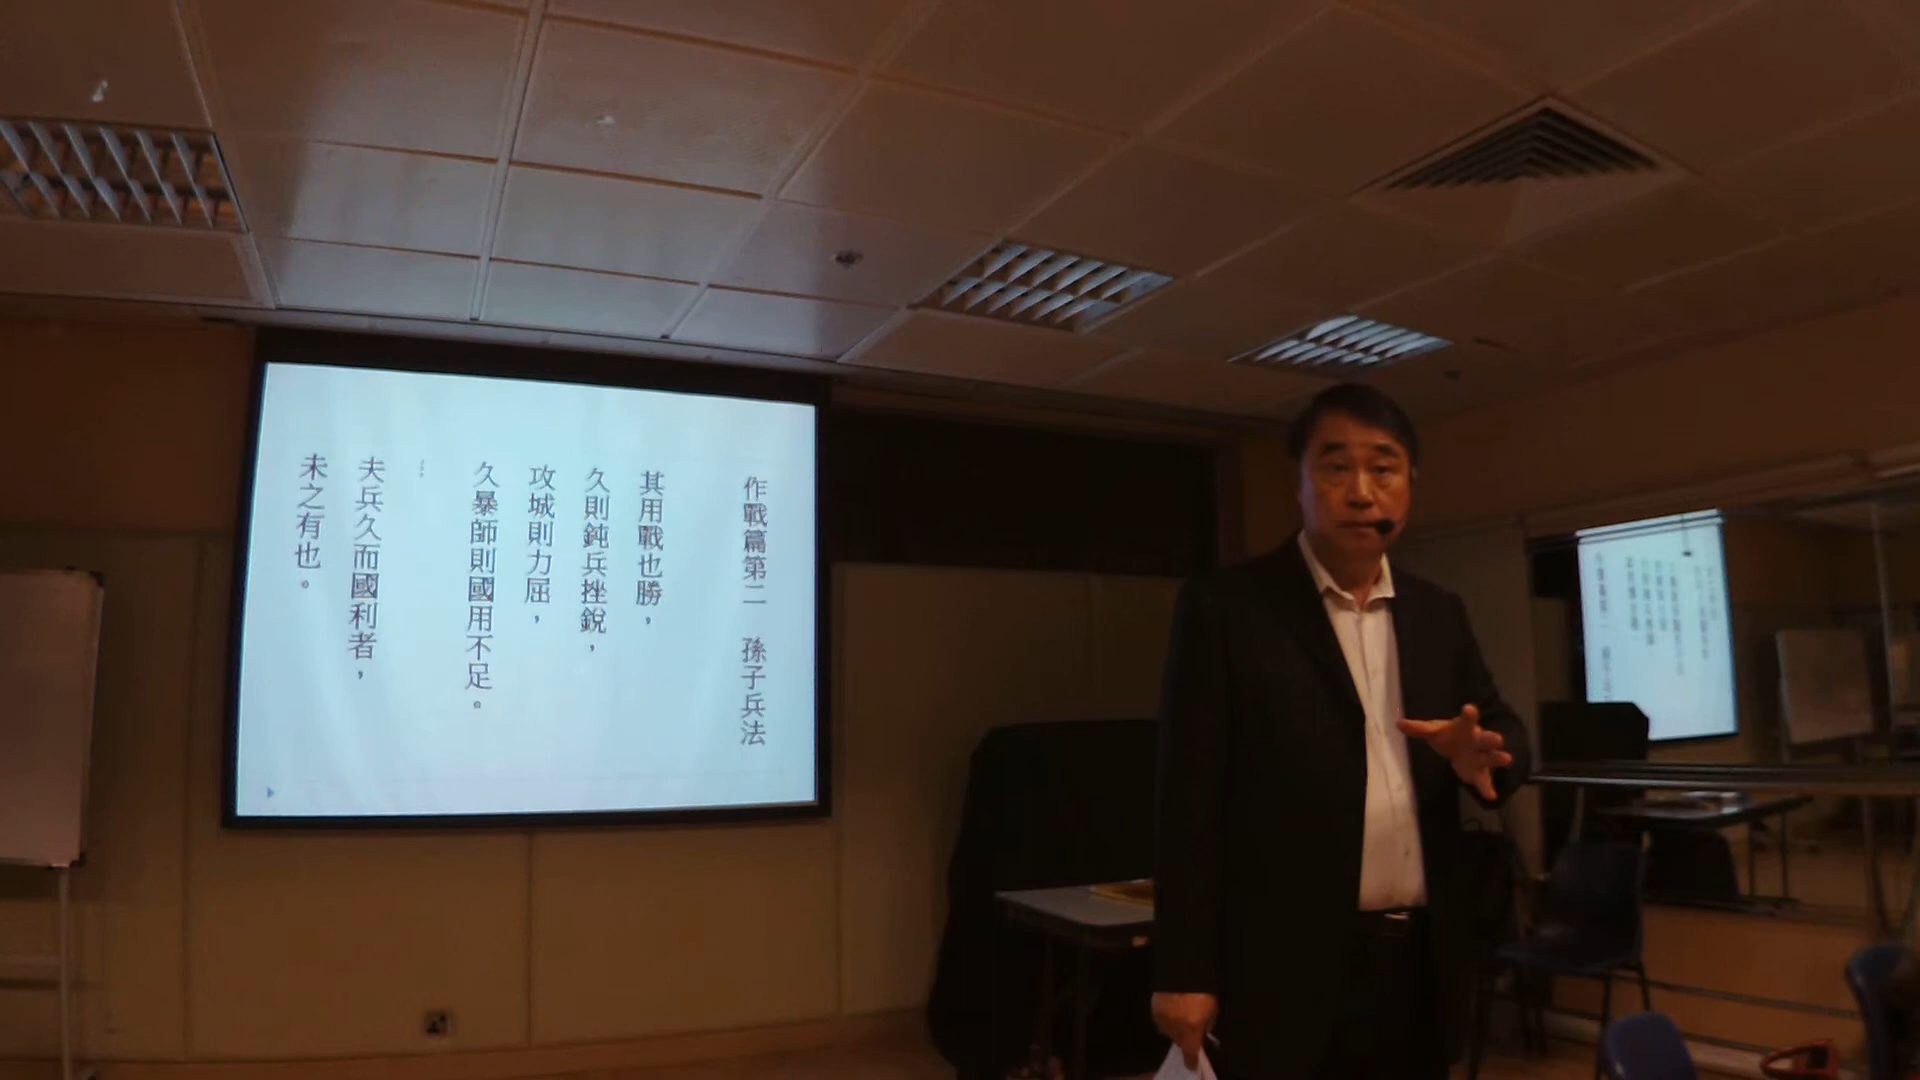 作戰篇第二　孫子兵法
其用戰也勝，
久則鈍兵挫銳，
攻城則力屈，
久暴師則國用不足。
…
夫兵久而國利者，
未之有也。